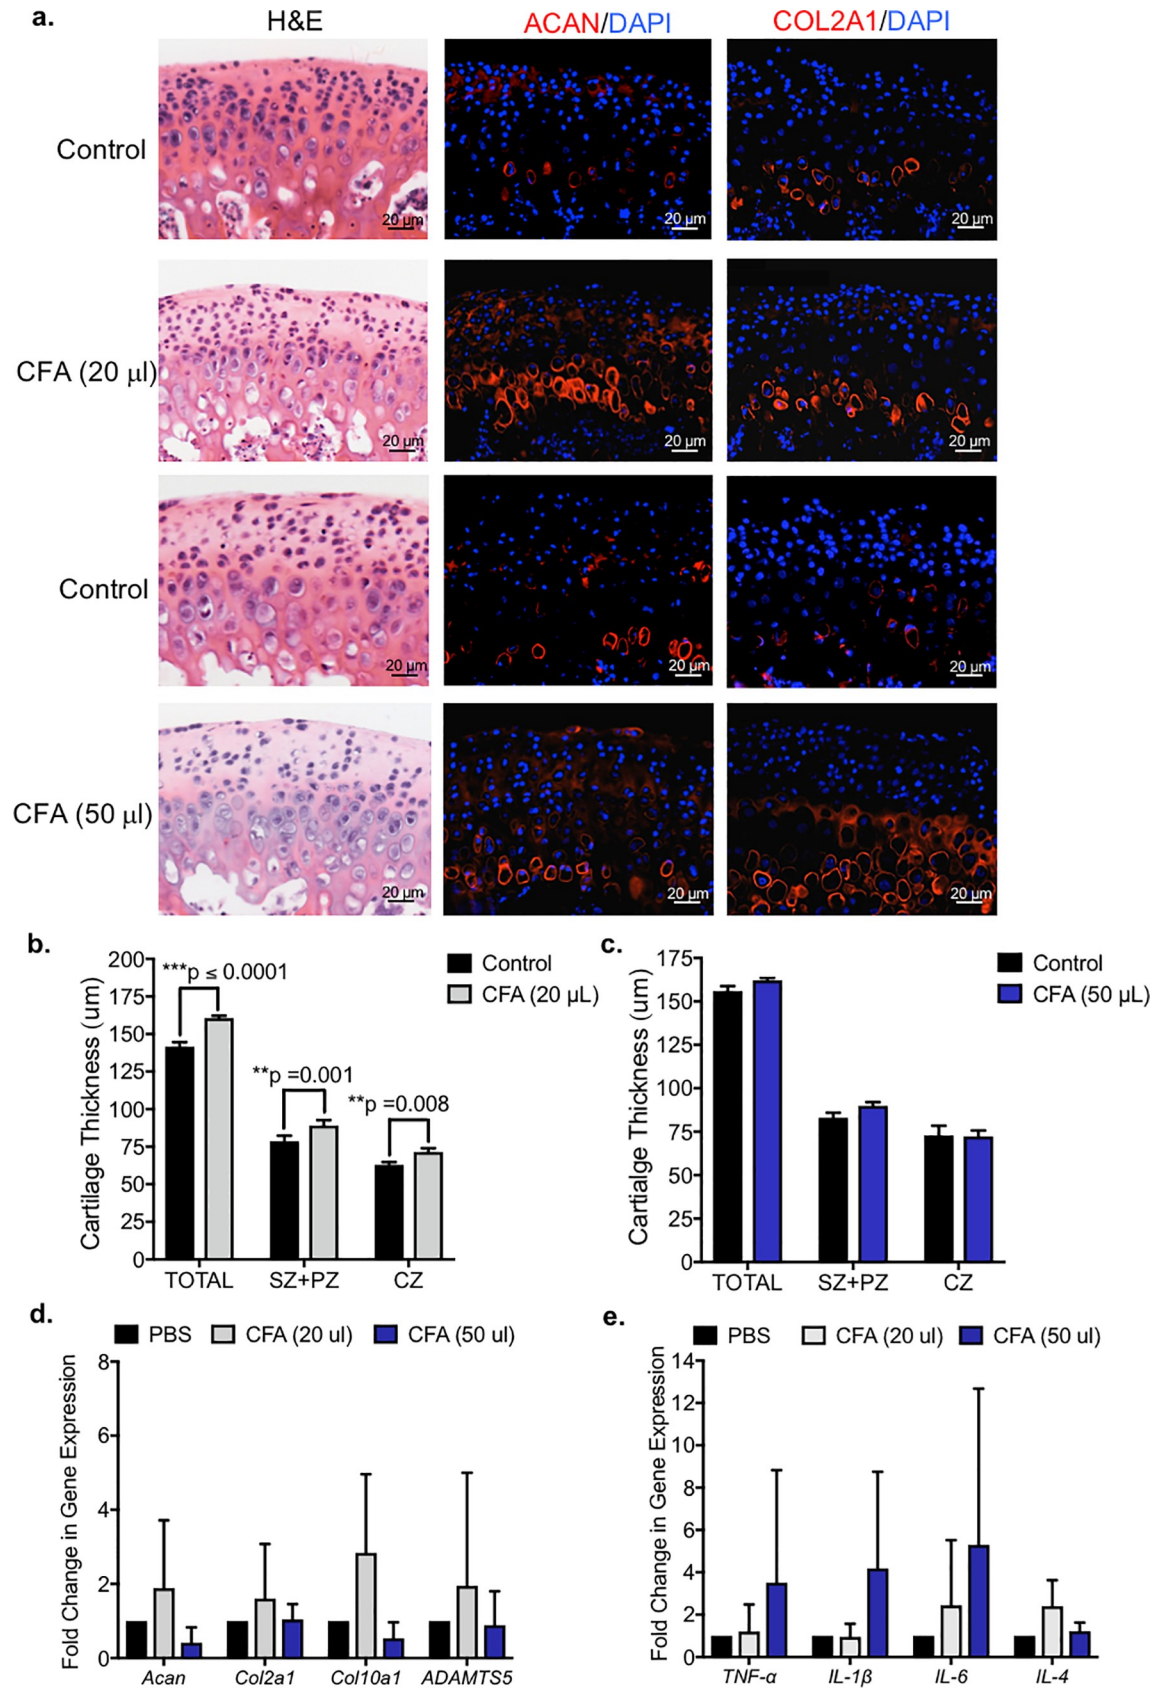 a.
H&E
ACAN/DAPI
COL2A1/DAPI
Control
20 µm
20 µm
20 µm
CFA (20 µl)
20 µm
20 µm
20 µm
Control
20 µm
20 µm
20 µm
CFA (50 µl)
20 µm
20 µm
20 µm
b.
Cartilage Thickness (um)
200
175
150
125
100
75
50
25
0
***p ≤ 0.0001
**p =0.001
**p =0.008
Control
CFA (20 µL)
TOTAL
SZ+PZ
CZ
c.
Cartialge Thickness (um)
175
150
125
100
75
50
25
0
Control
CFA (50 µL)
TOTAL
SZ+PZ
CZ
d.
PBS
CFA (20 ul)
CFA (50 ul)
Fold Change in Gene Expression
8
6
4
2
0
Acan
Col2a1
Col10a1
ADAMTS5
e.
PBS
CFA (20 ul)
CFA (50 ul)
Fold Change in Gene Expression
14
12
10
8
6
4
2
0
TNF-α
IL-1β
IL-6
IL-4